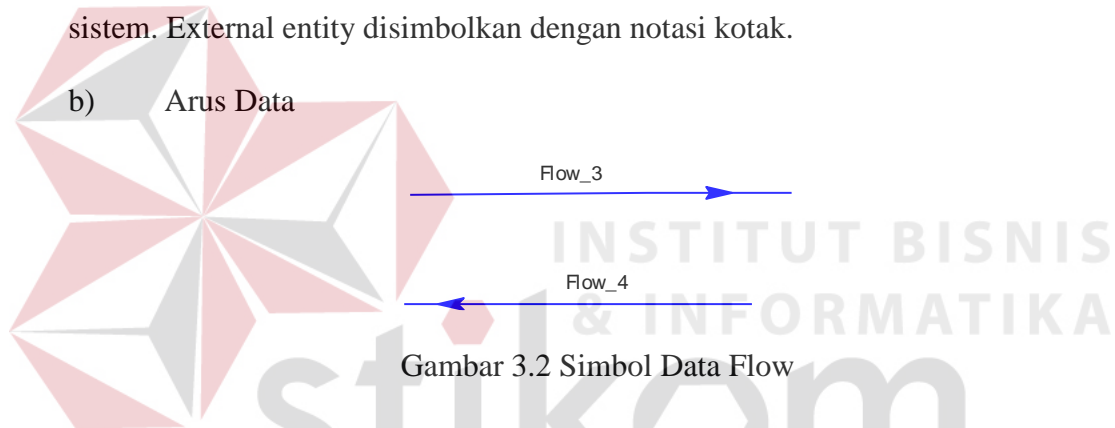 sistem. External entity disimbolkan dengan notasi kotak.
b) Arus Data
Flow_3
INSTITUT BISNIS
Flow_4
& INFORMATIKA
stikom
Gambar 3.2 Simbol Data Flow